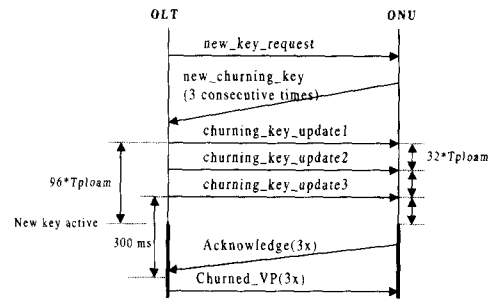 OLT ONU
new_key_request
new_churning_key
(3 consecutive times)
churning_key_update1
churning_key_update2
32*Tploam
96*Tploam
churning_key_update3
New key active
300 ms
Acknowledge(3x)
Churned_VP(3x)